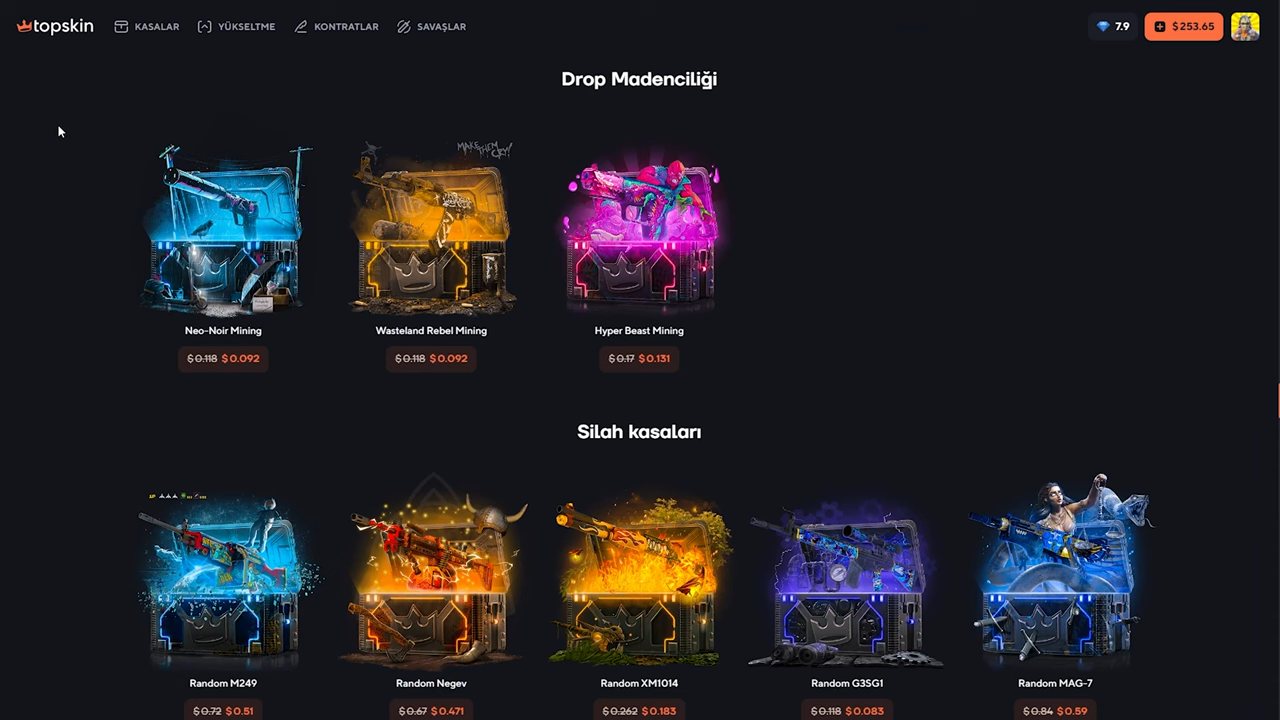 topskin KASALAR YÜKSELTME KONTRATLAR SAVAŞLAR 7.9 $253.65
Drop Madenciliği
MAKE THEM CRY!
Neo-Noir Mining Wasteland Rebel Mining Hyper Beast Mining
$0.118 $0.092 $0.118 $0.092 $0.17 $0.131
Silah kasaları
Random M249 Random Negev Random XM1014 Random G3SG1 Random MAG-7
$0.72 $0.51 $0.67 $0.471 $0.262 $0.183 $0.118 $0.083 $0.84 $0.59